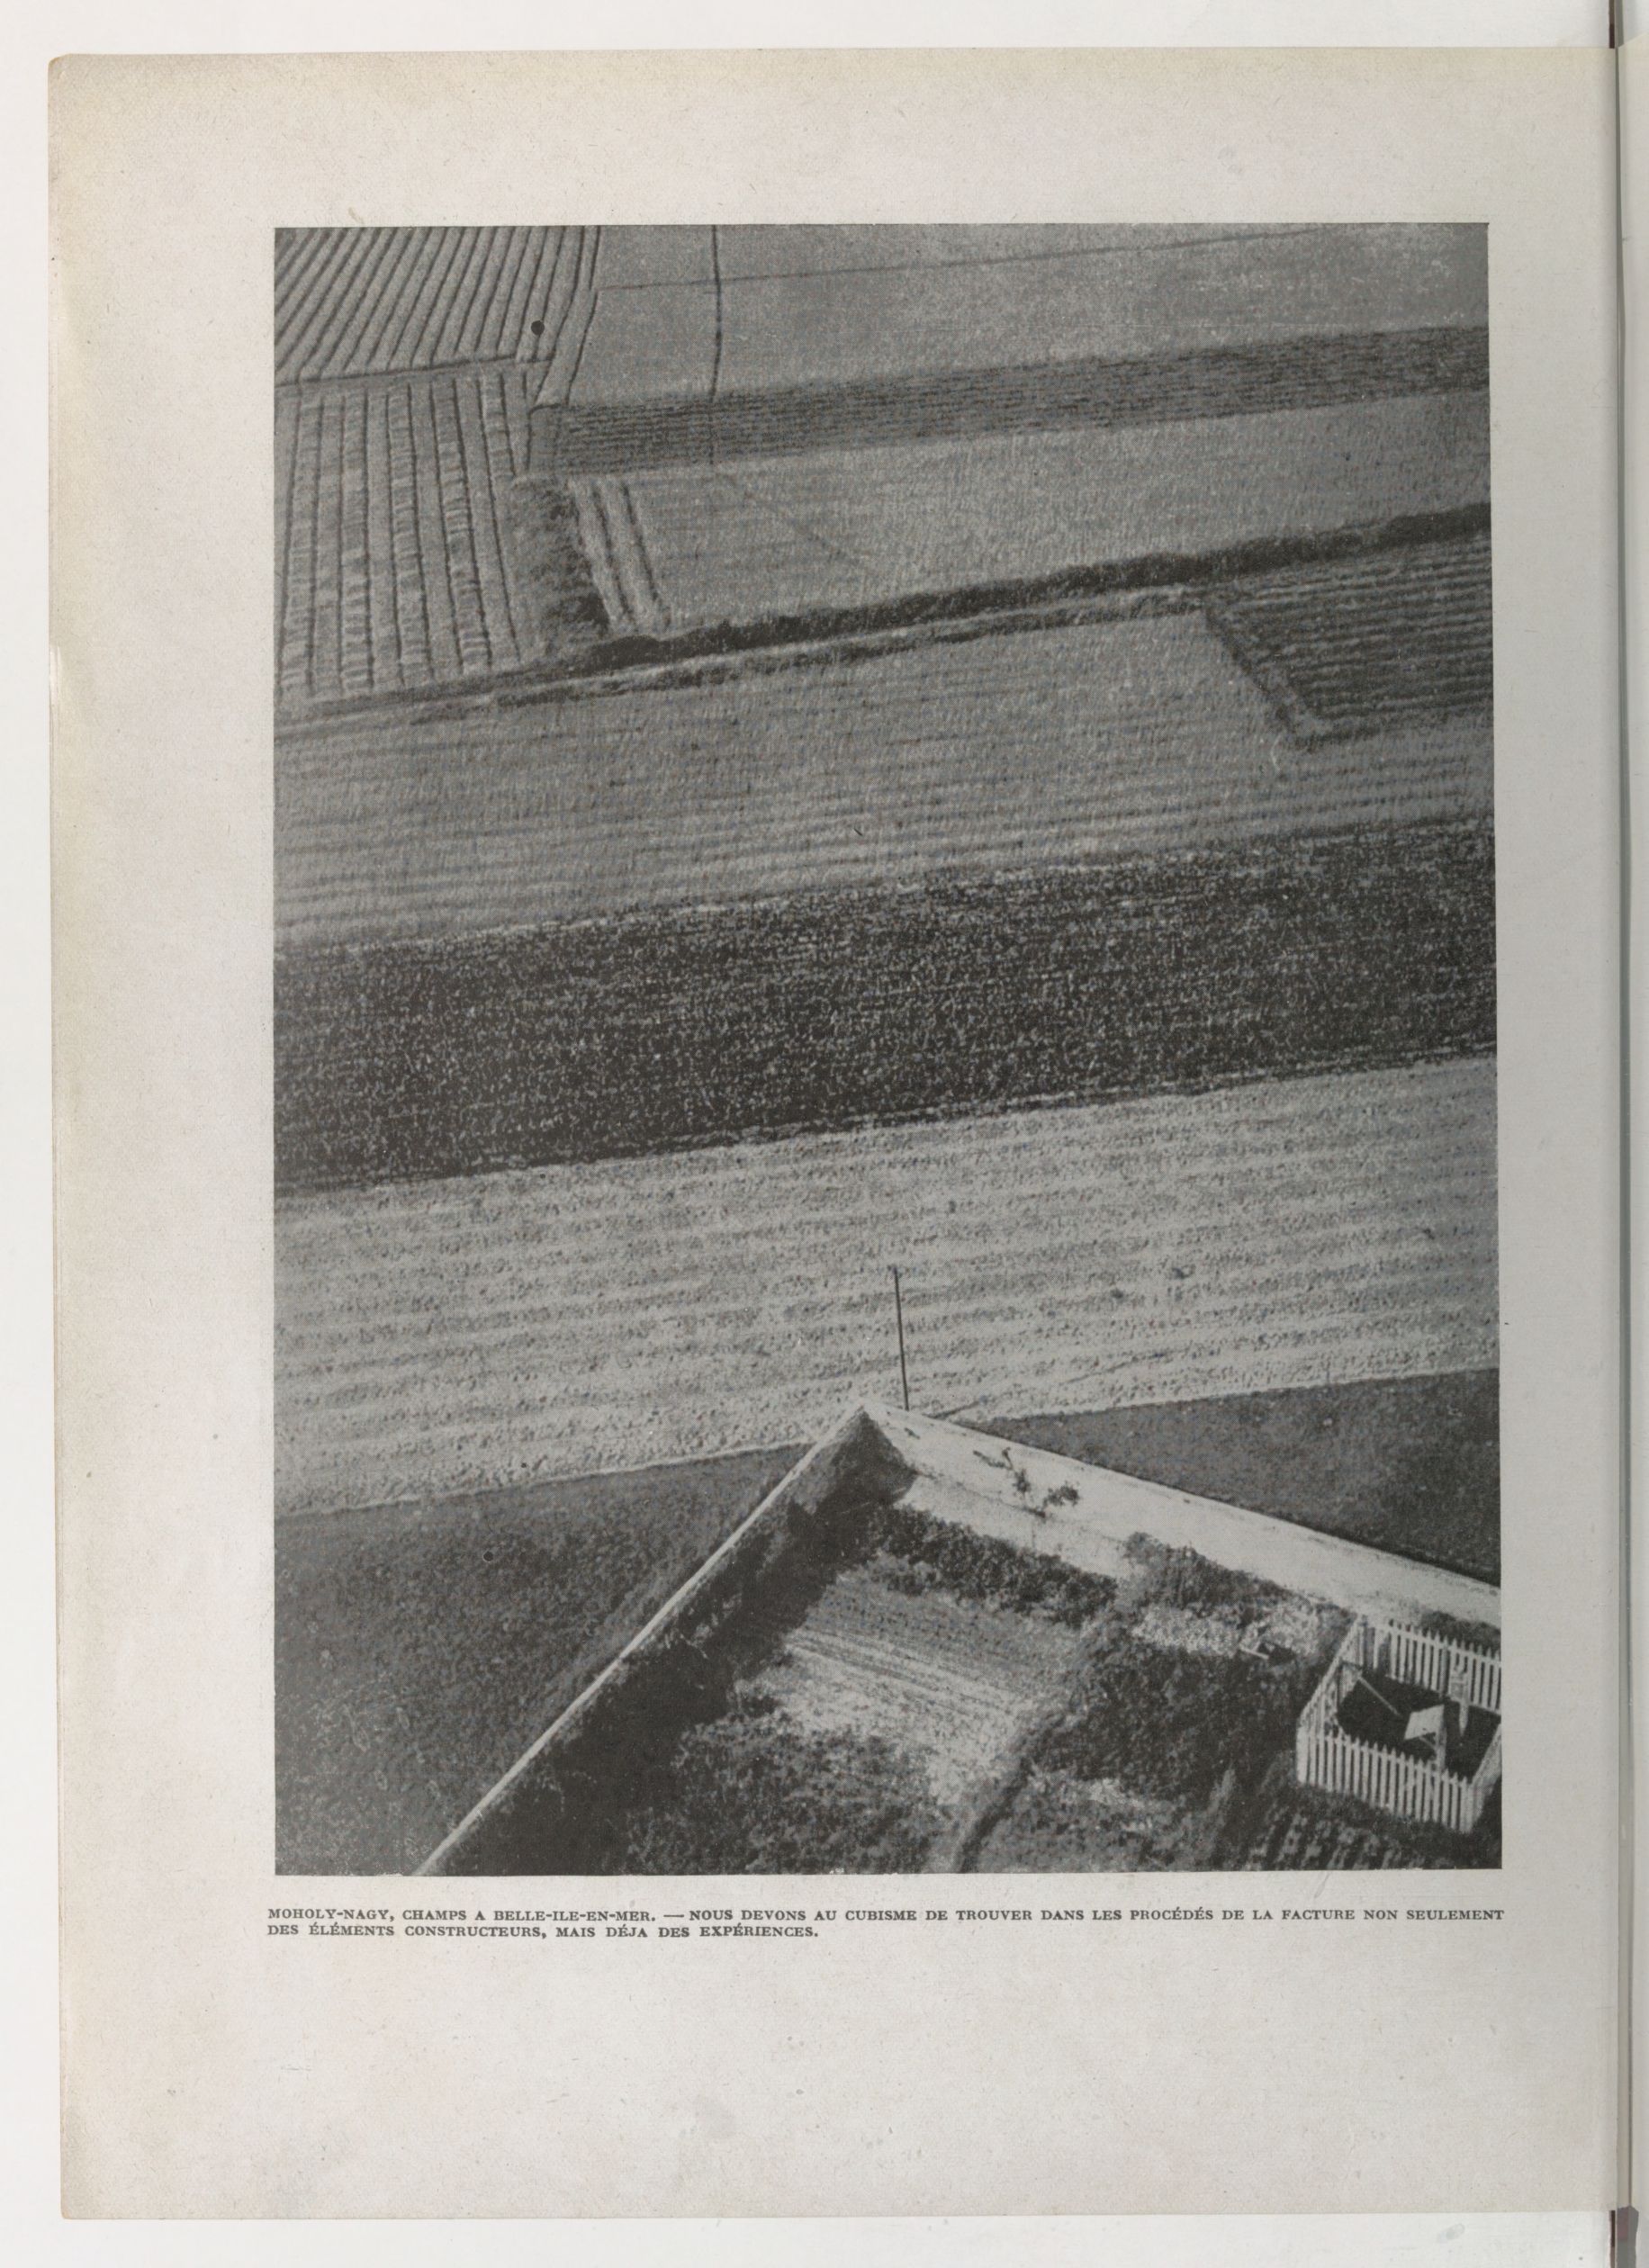 MOHOLY-NAGY, CHAMPS A BELLE-ILE-EN-MER. — NOUS DEVONS AU CUBISME DE TROUVER DANS LES PROCÉDÉS DE LA FACTURE NON SEULEMENT
DES ÉLÉMENTS CONSTRUCTEURS, MAIS DÉJA DES EXPÉRIENCES.